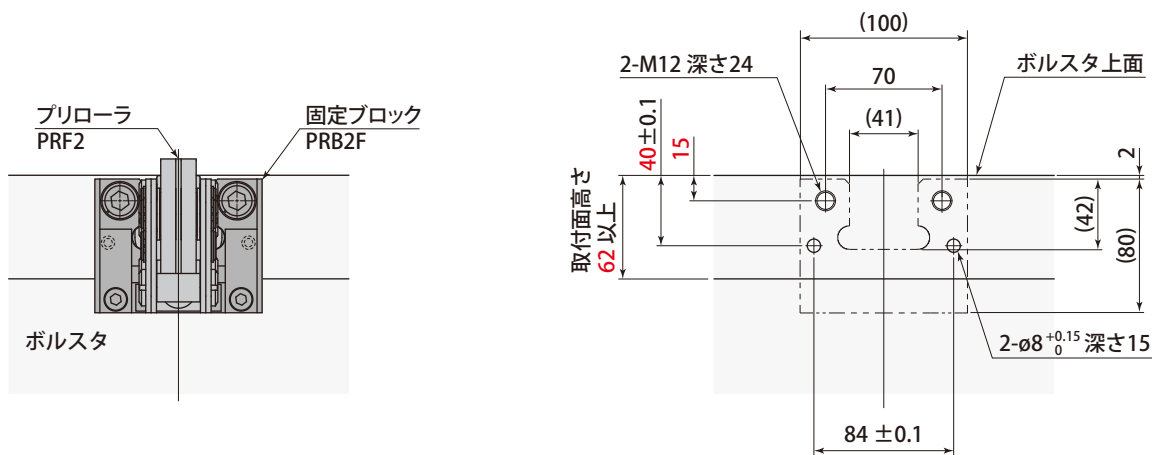 プリローラ
PRF2
固定ブロック
PRB2F
ボルスタ
(100)
2-M12 深さ24
ボルスタ上面
70
(41)
40±0.1
15
2
取付面高さ
62 以上
(42)
(80)
2-ø8 +0.15 0 深さ15
84 ±0.1